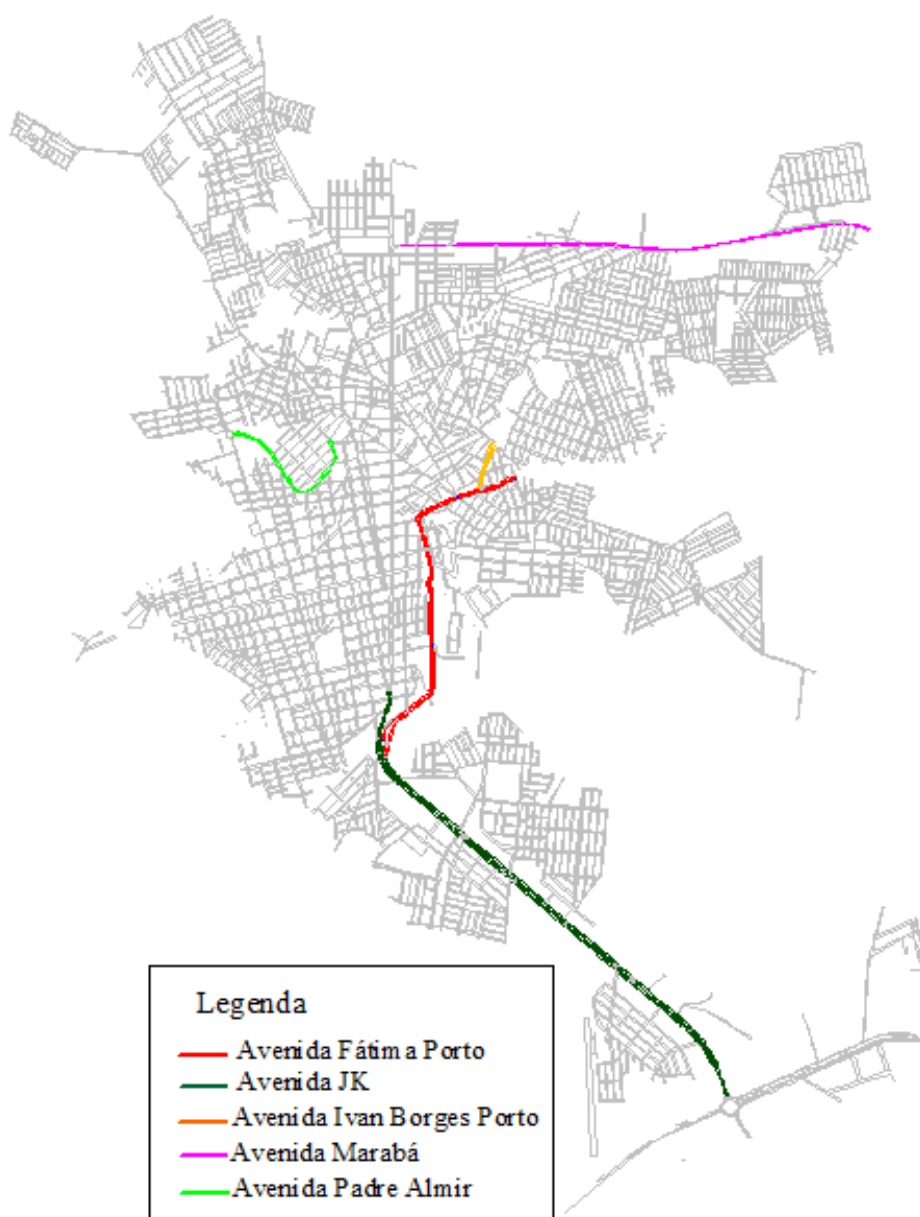 Legenda
Avenida Fátima Porto
Avenida JK
Avenida Ivan Borges Porto
Avenida Marabá
Avenida Padre Almir